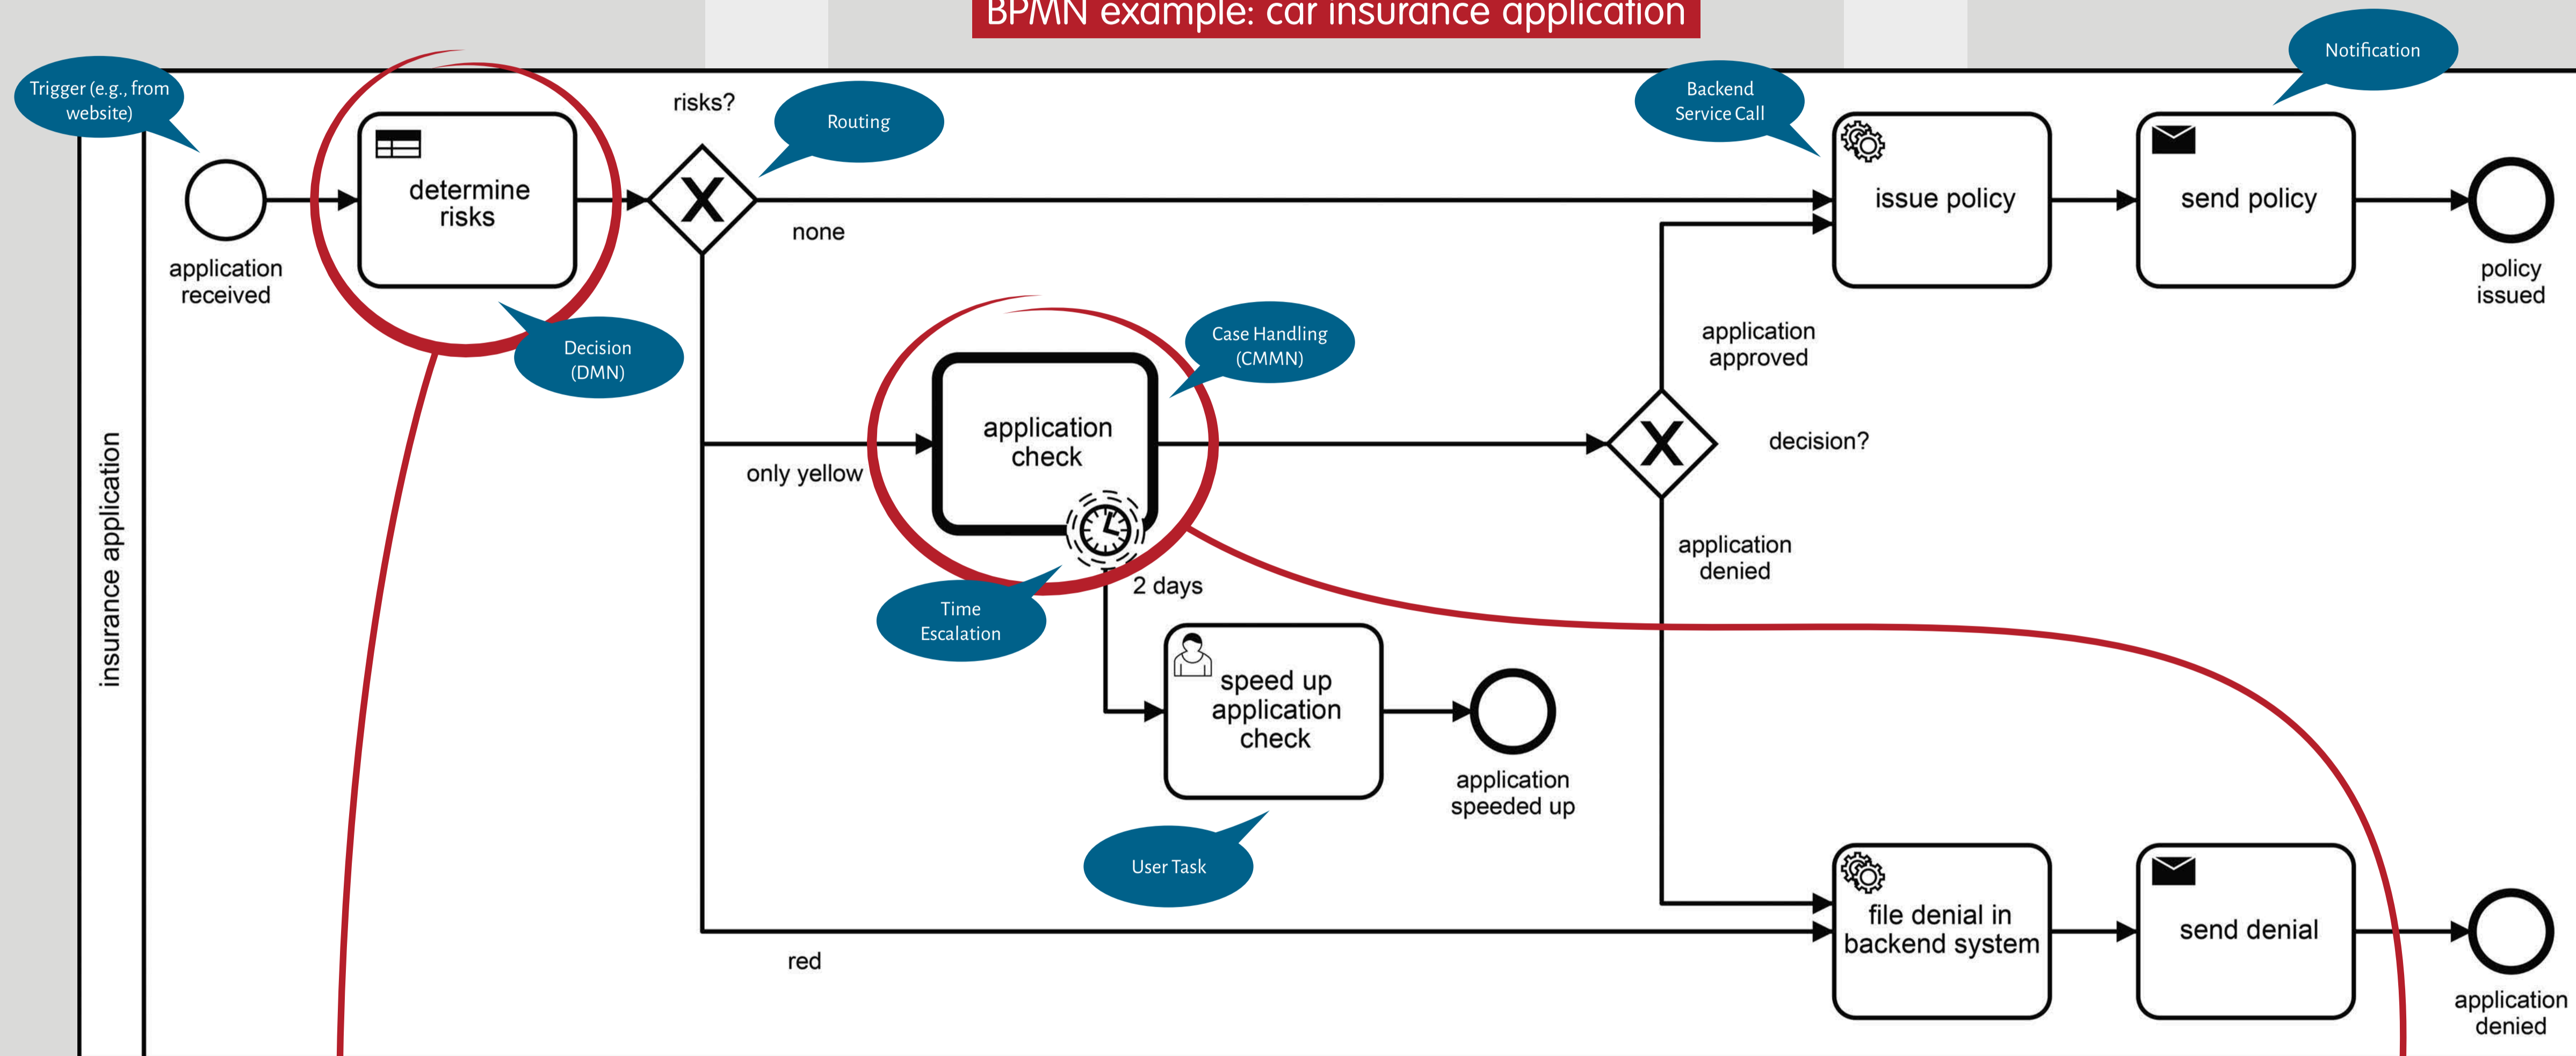 BPMN example: car insurance application
Trigger (e.g., from
website)
risks?
Routing
Backend
Service Call
Notification
determine
risks
issue policy
send policy
none
application
received
policy
issued
Decision
(DMN)
Case Handling
(CMMN)
application
approved
application
check
decision?
only yellow
insurance application
application
denied
2 days
Time
Escalation
speed up
application
check
application
speeded up
User Task
file denial in
backend system
send denial
red
application
denied